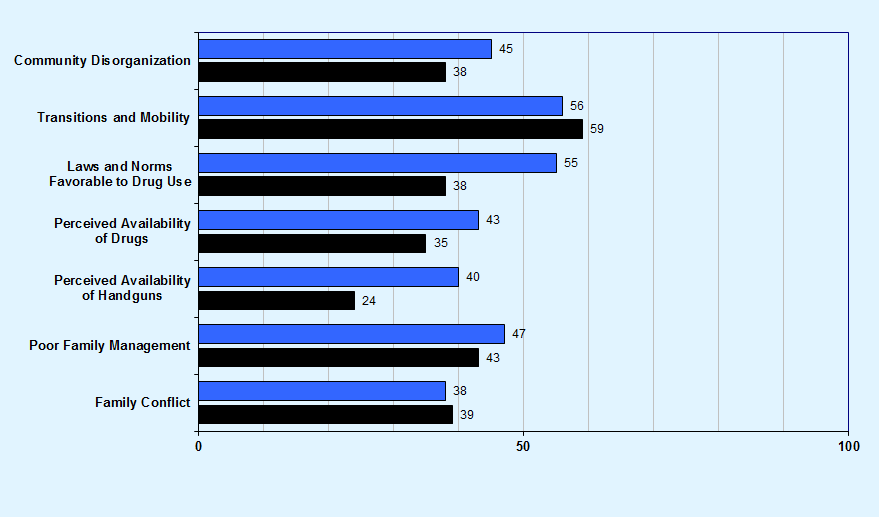 Community Disorganization
45
38
Transitions and Mobility
56
59
Laws and Norms
Favorable to Drug Use
55
38
Perceived Availability
of Drugs
43
35
Perceived Availability
of Handguns
40
24
Poor Family Management
47
43
Family Conflict
38
39
0
50
100